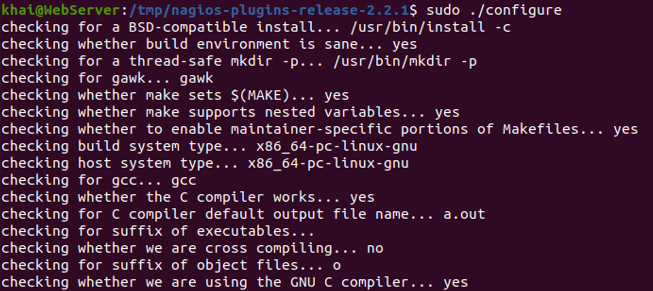 khai@WebServer:/tmp/nagios-plugins-release-2.2.1$ sudo ./configure
checking for a BSD-compatible install... /usr/bin/install -c
checking whether build environment is sane... yes
checking for a thread-safe mkdir -p... /usr/bin/mkdir -p
checking for gawk... gawk
checking whether make sets $(MAKE)... yes
checking whether make supports nested variables... yes
checking whether to enable maintainer-specific portions of Makefiles... yes
checking build system type... x86_64-pc-linux-gnu
checking host system type... x86_64-pc-linux-gnu
checking for gcc... gcc
checking whether the C compiler works... yes
checking for C compiler default output file name... a.out
checking for suffix of executables...
checking whether we are cross compiling... no
checking for suffix of object files... o
checking whether we are using the GNU C compiler... yes